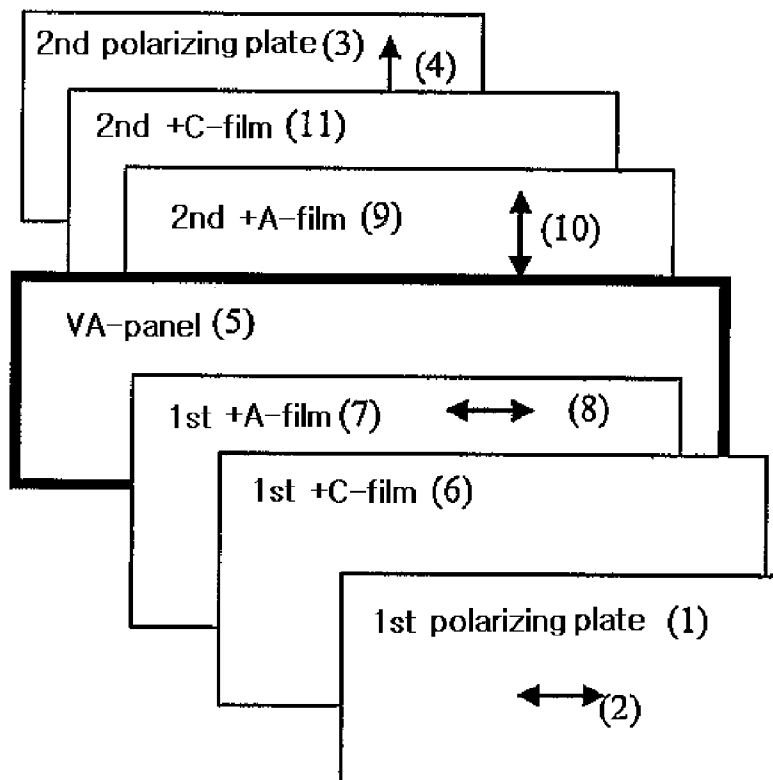 2nd polarizing plate (3)
(4)
2nd +C-film (11)
2nd +A-film (9)
(10)
VA-panel (5)
1st +A-film (7)
(8)
1st +C-film (6)
1st polarizing plate (1)
(2)